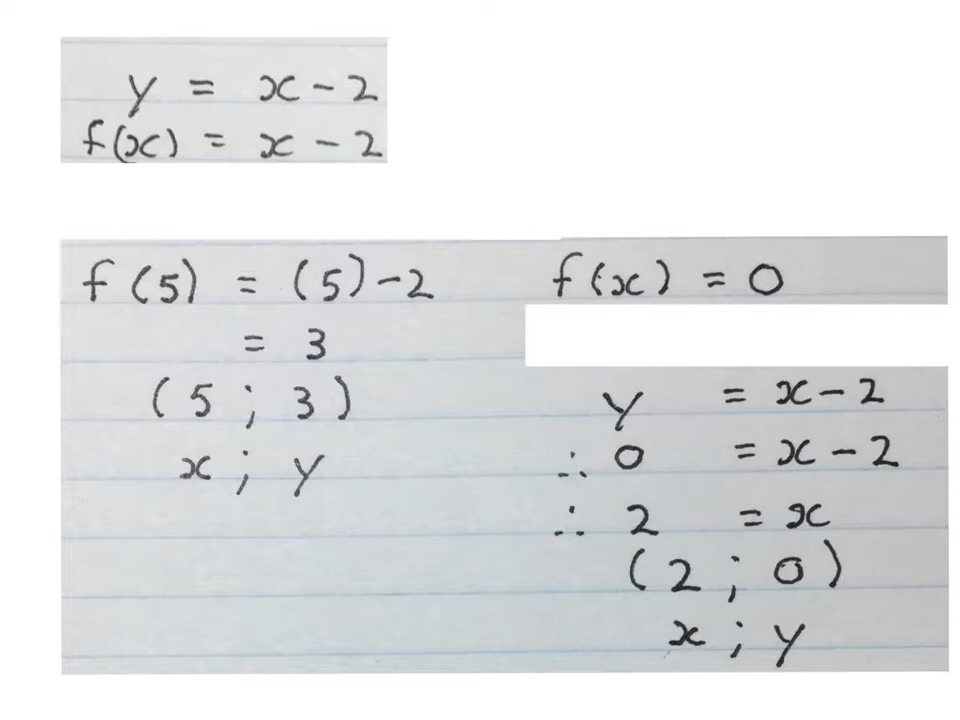 y = x - 2
f(x) = x - 2
f(5) = (5) - 2
= 3
(5 ; 3)
x ; y
f(x) = 0
y = x - 2
∴ 0 = x - 2
∴ 2 = x
(2 ; 0)
x ; y